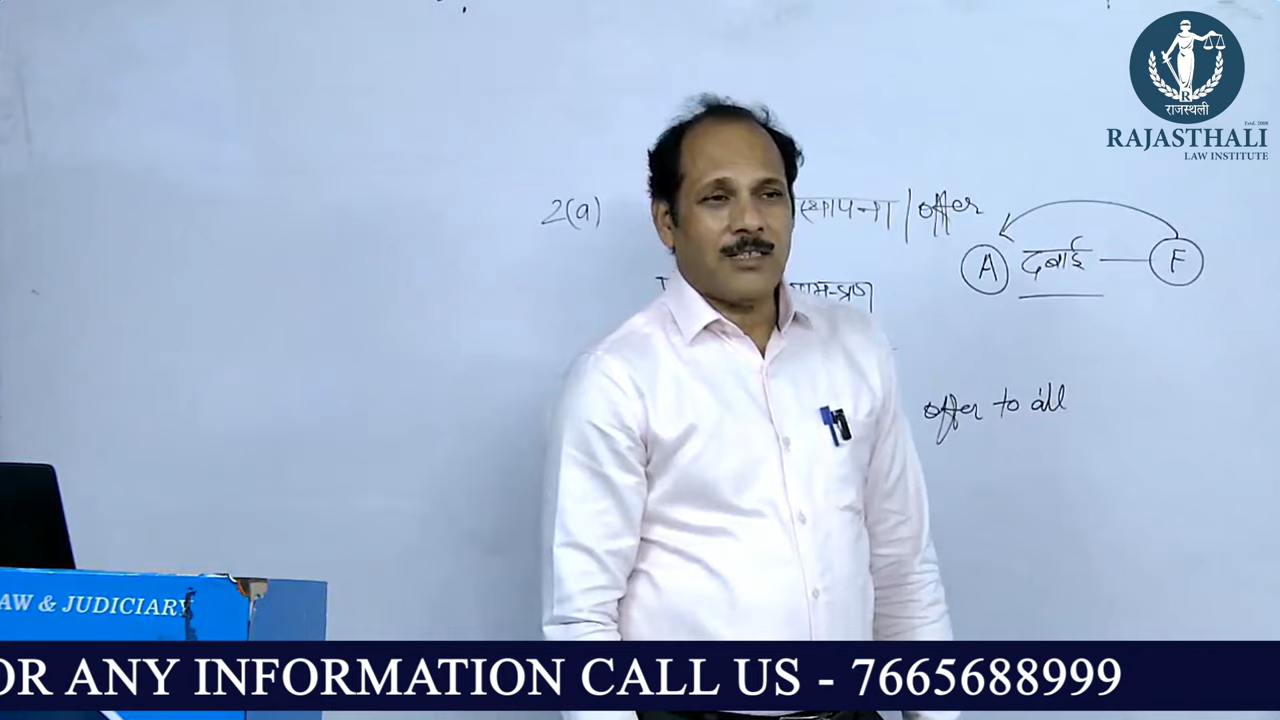 राजस्थली
Estd. 2008
RAJASTHALI
LAW INSTITUTE
2(a) स्थापना / offer
A दुबई F
offer to all
AW & JUDICIARY
OR ANY INFORMATION CALL US - 7665688999